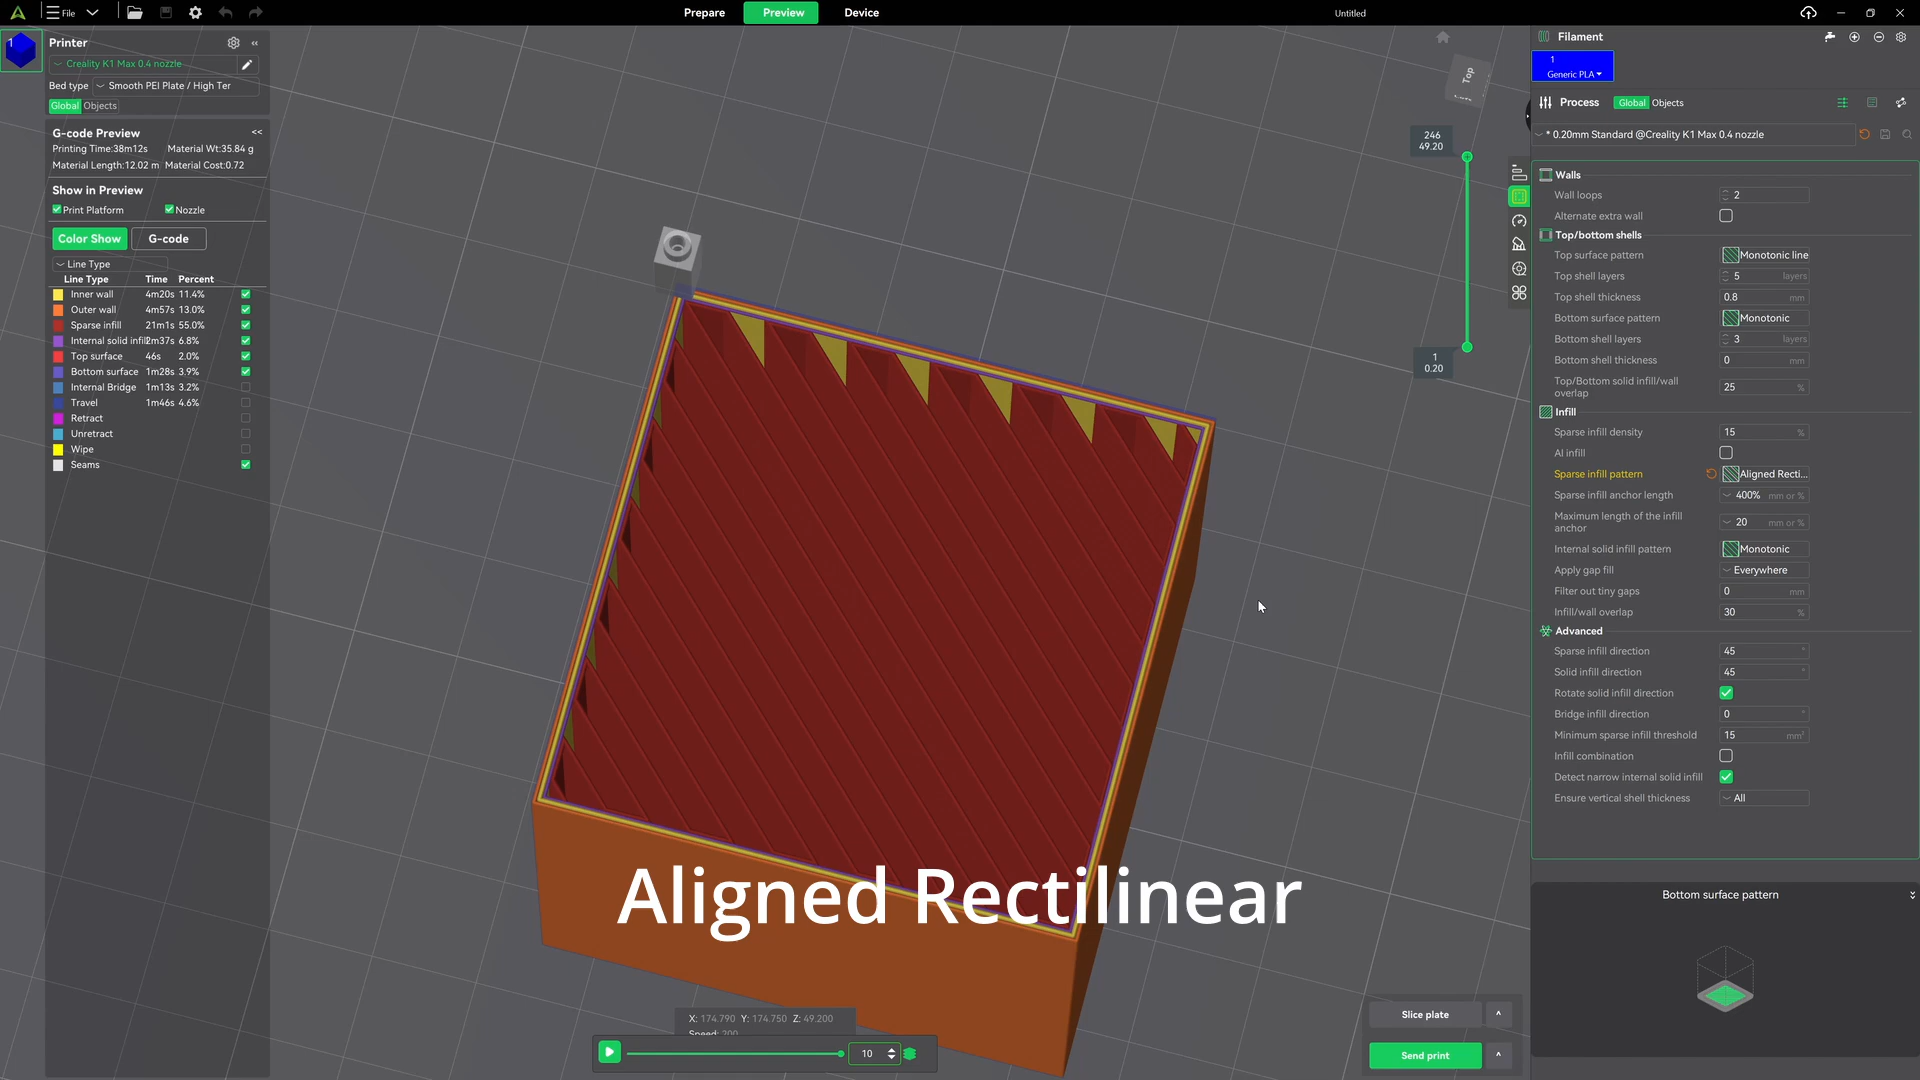 File
Prepare
Preview
Device
Untitled
1
Printer
Creality K1 Max 0.4 nozzle
Bed type
Smooth PEI Plate / High Ter
Global Objects
G-code Preview
Printing Time:38m12s Material Wt:35.84 g
Material Length:12.02 m Material Cost:0.72
Show in Preview
Print Platform Nozzle
Color Show G-code
Line Type
Line Type Time Percent
Inner wall 4m20s 11.4%
Outer wall 4m57s 13.0%
Sparse infill 21m1s 55.0%
Internal solid infill 2m37s 6.8%
Top surface 46s 2.0%
Bottom surface 1m28s 3.9%
Internal Bridge 1m13s 3.2%
Travel 1m46s 4.6%
Retract
Unretract
Wipe
Seams
Top
246
49.20
1
0.20
Aligned Rectilinear
X: 174.790 Y: 174.750 Z: 49.200
Speed: 200
10
Slice plate
Send print
Filament
1
Generic PLA
Process Global Objects
* 0.20mm Standard @Creality K1 Max 0.4 nozzle
Walls
Wall loops 2
Alternate extra wall
Top/bottom shells
Top surface pattern Monotonic line
Top shell layers 5 layers
Top shell thickness 0.8 mm
Bottom surface pattern Monotonic
Bottom shell layers 3 layers
Bottom shell thickness 0 mm
Top/Bottom solid infill/wall
overlap 25 %
Infill
Sparse infill density 15 %
AI infill
Sparse infill pattern Aligned Recti...
Sparse infill anchor length 400% mm or %
Maximum length of the infill
anchor 20 mm or %
Internal solid infill pattern Monotonic
Apply gap fill Everywhere
Filter out tiny gaps 0 mm
Infill/wall overlap 30 %
Advanced
Sparse infill direction 45 °
Solid infill direction 45 °
Rotate solid infill direction
Bridge infill direction 0 °
Minimum sparse infill threshold 15 mm²
Infill combination
Detect narrow internal solid infill
Ensure vertical shell thickness All
Bottom surface pattern